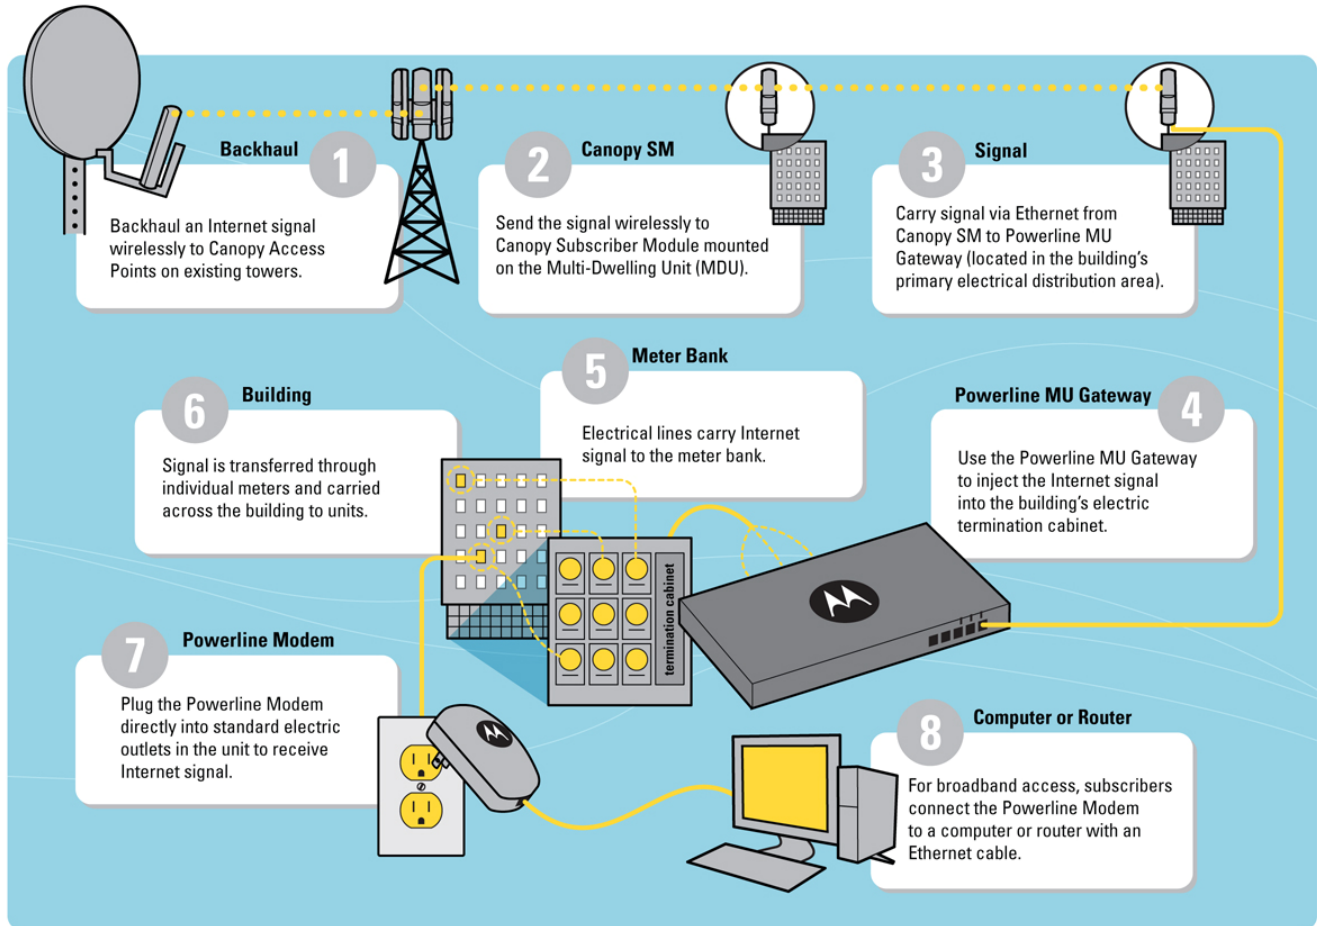 Backhaul
1
Backhaul an Internet signal
wirelessly to Canopy Access
Points on existing towers.
2
Canopy SM
Send the signal wirelessly to
Canopy Subscriber Module mounted
on the Multi-Dwelling Unit (MDU).
3
Signal
Carry signal via Ethernet from
Canopy SM to Powerline MU
Gateway (located in the building's
primary electrical distribution area).
Powerline MU Gateway
4
Use the Powerline MU Gateway
to inject the Internet signal
into the building's electric
termination cabinet.
5
Meter Bank
Electrical lines carry Internet
signal to the meter bank.
termination cabinet
6
Building
Signal is transferred through
individual meters and carried
across the building to units.
7
Powerline Modem
Plug the Powerline Modem
directly into standard electric
outlets in the unit to receive
Internet signal.
8
Computer or Router
For broadband access, subscribers
connect the Powerline Modem
to a computer or router with an
Ethernet cable.